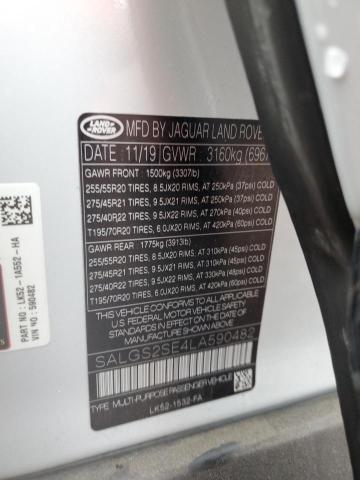 LAND
ROVER
MFD BY JAGUAR LAND ROVE
DATE 11/19 GVWR 3160kg (696
GAWR FRONT 1500kg (3307lb)
255/55R20 TIRES, 8.5JX20 RIMS, AT 250kPa (37psi) COLD
275/45R21 TIRES, 9.5JX21 RIMS, AT 250kPa (37psi) COLD
275/40R22 TIRES, 9.5JX22 RIMS, AT 270kPa (40psi) COLD
T195/70R20 TIRES, 6.0JX20 RIMS, AT 420kPa (60psi) COLD
GAWR REAR 1775kg (3913lb)
255/55R20 TIRES, 8.5JX20 RIMS, AT 310kPa (45psi) COLD
275/45R21 TIRES, 9.5JX21 RIMS, AT 310kPa (45psi) COLD
275/40R22 TIRES, 9.5JX22 RIMS, AT 330kPa (48psi) COLD
T195/70R20 TIRES, 6.0JX20 RIMS, AT 420kPa (60psi) COLD
THIS VEHICLE CONFORMS TO ALL APPLICABLE
U.S. FEDERAL MOTOR VEHICLE SAFETY
STANDARDS IN EFFECT ON THE DATE OF
MANUFACTURE SHOWN ABOVE.
SALGS2SE4LA590482
TYPE: MULTI-PURPOSE PASSENGER VEHICLE
LK52-1532-FA
PART NO: LK52-1A552-HA
VIN NO: 590482